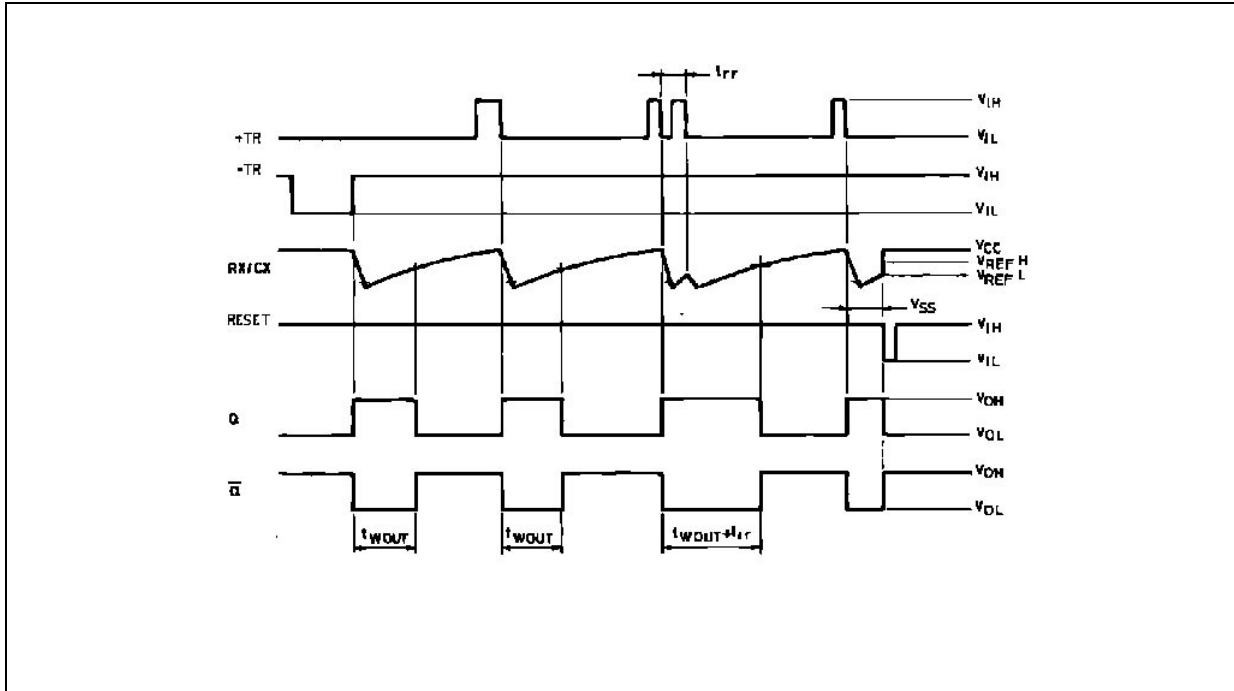 trr
VIH
+TR
VIL
-TR
VIH
VIL
VCC
RX/CX
VREF H
VREF L
VSS
RESET
VIH
VIL
VOH
Q
VOL
VOH
Q̅
VOL
tWOUT
tWOUT
tWOUT+trr